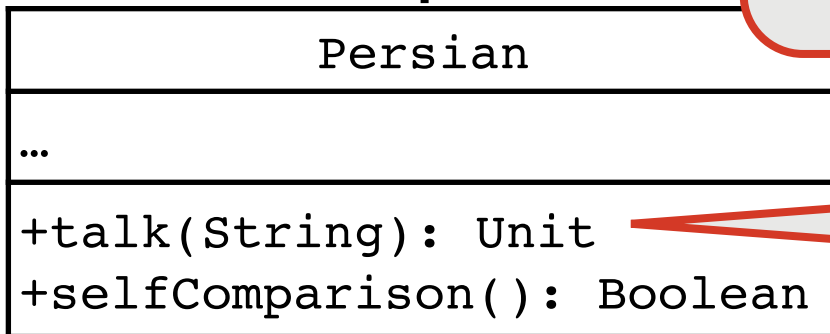 Persian
…
+talk(String): Unit
+selfComparison(): Boolean